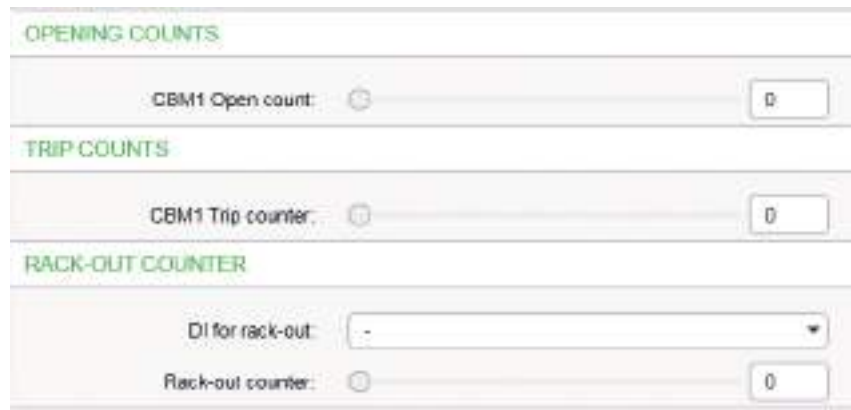 OPENING COUNTS
CBM1 Open count: 0
TRIP COUNTS
CBM1 Trip counter: 0
RACK-OUT COUNTER
DI for rack-out: -
Rack-out counter: 0